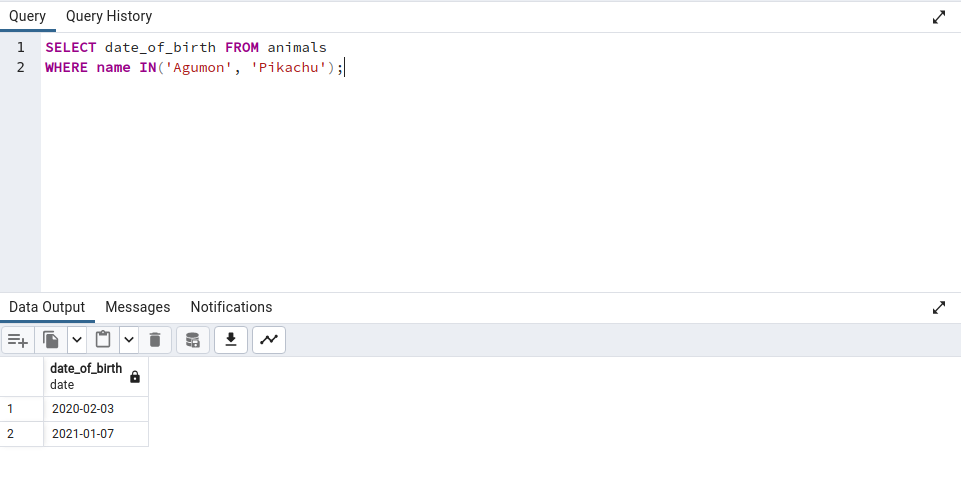 Query Query History
1 SELECT date_of_birth FROM animals
2 WHERE name IN('Agumon', 'Pikachu');
Data Output Messages Notifications
date_of_birth
date
1 2020-02-03
2 2021-01-07